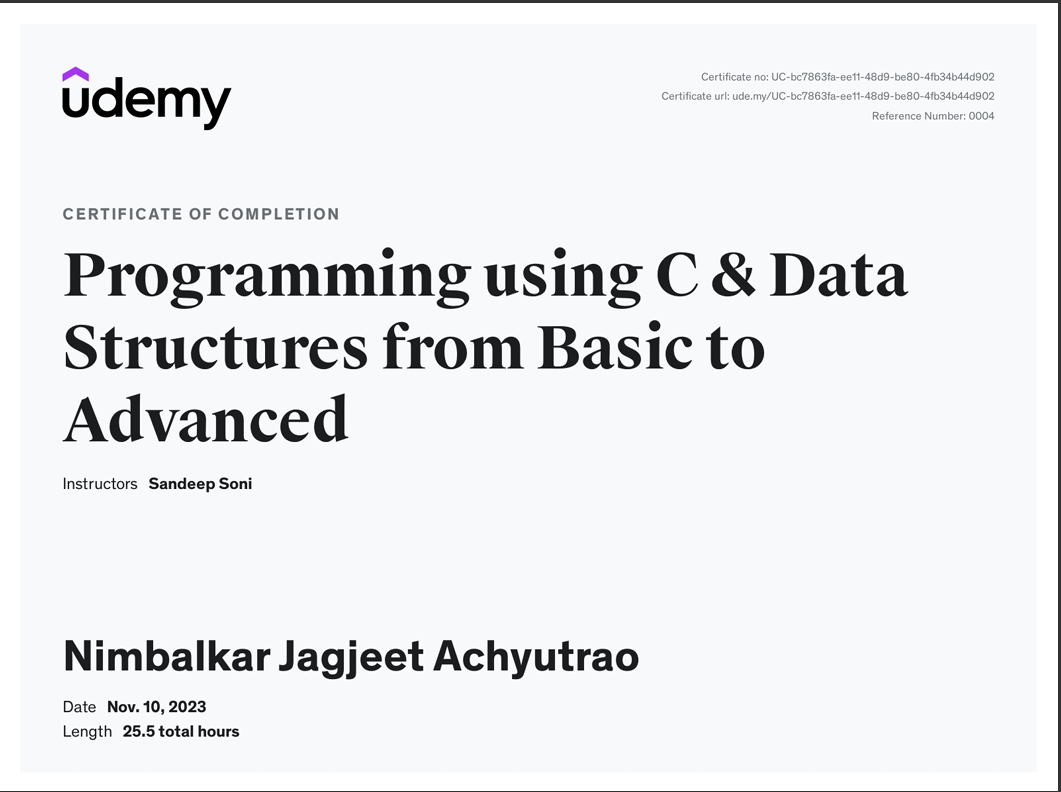 udemy
Certificate no: UC-bc7863fa-ee11-48d9-be80-4fb34b44d902
Certificate url: ude.my/UC-bc7863fa-ee11-48d9-be80-4fb34b44d902
Reference Number: 0004
CERTIFICATE OF COMPLETION
Programming using C & Data
Structures from Basic to
Advanced
Instructors Sandeep Soni
Nimbalkar Jagjeet Achyutrao
Date Nov. 10, 2023
Length 25.5 total hours